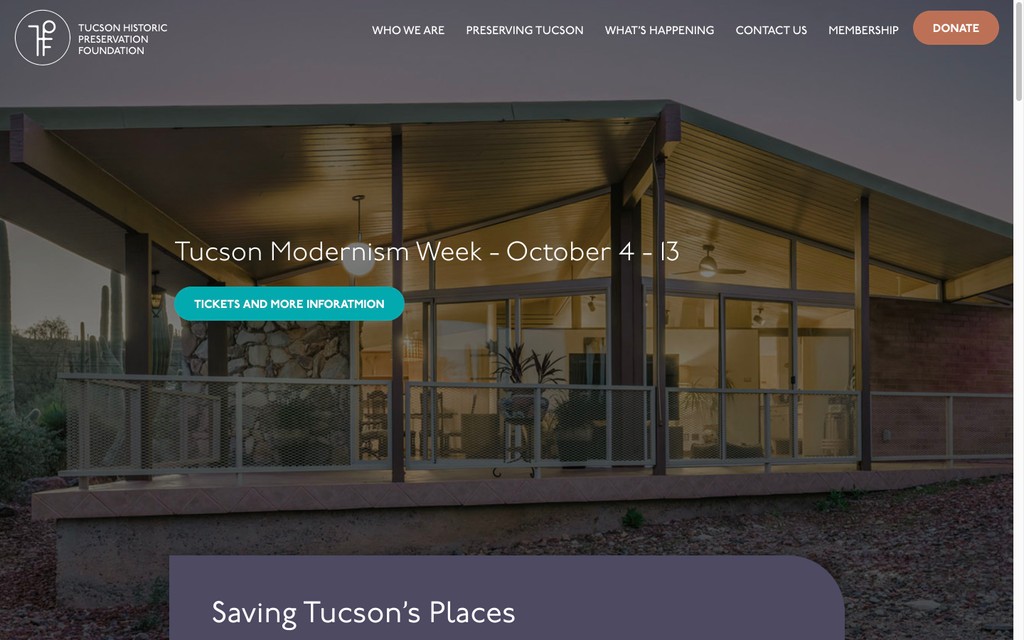 TUCSON HISTORIC
PRESERVATION
FOUNDATION
WHO WE ARE
PRESERVING TUCSON
WHAT'S HAPPENING
CONTACT US
MEMBERSHIP
DONATE
Tucson Modernism Week - October 4 - 13
TICKETS AND MORE INFORATMION
Saving Tucson's Places